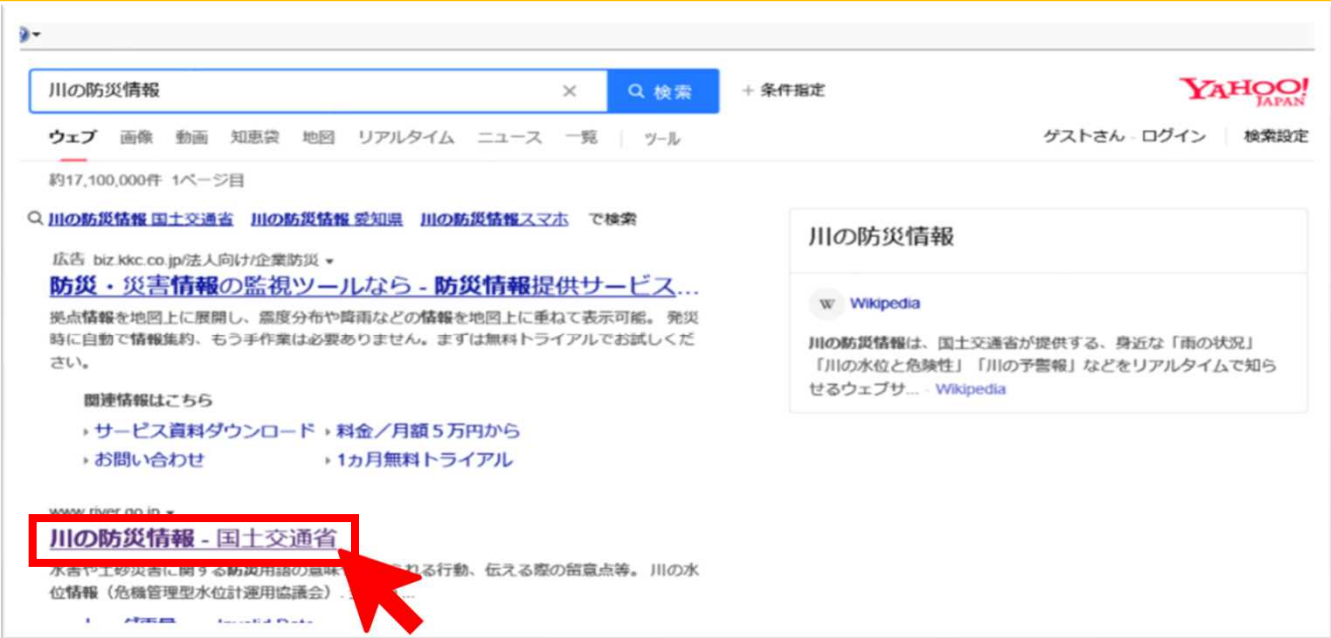 川の防災情報 × 検索 + 条件指定
YAHOO!
JAPAN
ウェブ 画像 動画 知恵袋 地図 リアルタイム ニュース 一覧 ツール
ゲストさん - ログイン 検索設定
約17,100,000件 1ページ目
川の防災情報 国土交通省 川の防災情報 愛知県 川の防災情報スマホ で検索
広告 biz.kkc.co.jp/法人向け/企業防災
防災・災害情報の監視ツールなら - 防災情報提供サービス...
拠点情報を地図上に展開し、震度分布や降雨などの情報を地図上に重ねて表示可能。 発災
時に自動で情報集約、もう手作業は必要ありません。まずは無料トライアルでお試しくだ
さい。
関連情報はこちら
サービス資料ダウンロード 料金／月額５万円から
お問い合わせ 1カ月無料トライアル
www.river.go.jp
川の防災情報 - 国土交通省
水害や土砂災害に関する防災用語の意味 られる行動、伝える際の留意点等。 川の水
位情報（危機管理型水位計運用協議会）
川の防災情報
W Wikipedia
川の防災情報は、国土交通省が提供する、身近な「雨の状況」
「川の水位と危険性」「川の予警報」などをリアルタイムで知ら
せるウェブサ... - Wikipedia